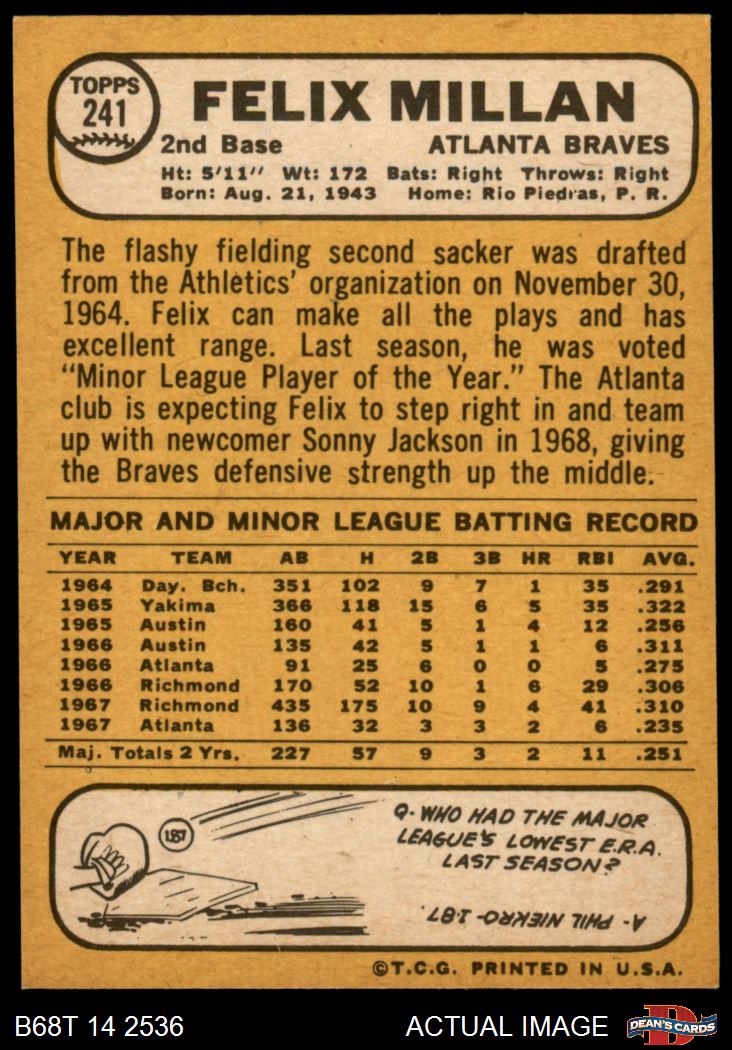 TOPPS
241
FELIX MILLAN
2nd Base ATLANTA BRAVES
Ht: 5'11'' Wt: 172 Bats: Right Throws: Right
Born: Aug. 21, 1943 Home: Rio Piedras, P. R.
The flashy fielding second sacker was drafted
from the Athletics' organization on November 30,
1964. Felix can make all the plays and has
excellent range. Last season, he was voted
"Minor League Player of the Year." The Atlanta
club is expecting Felix to step right in and team
up with newcomer Sonny Jackson in 1968, giving
the Braves defensive strength up the middle.
MAJOR AND MINOR LEAGUE BATTING RECORD
YEAR TEAM AB H 2B 3B HR RBI AVG.
1964 Day. Bch. 351 102 9 7 1 35 .291
1965 Yakima 366 118 15 6 5 35 .322
1965 Austin 160 41 5 1 4 12 .256
1966 Austin 135 42 5 1 1 6 .311
1966 Atlanta 91 25 6 0 0 5 .275
1966 Richmond 170 52 10 1 6 29 .306
1967 Richmond 435 175 10 9 4 41 .310
1967 Atlanta 136 32 3 3 2 6 .235
Maj. Totals 2 Yrs. 227 57 9 3 2 11 .251
1.87
Q- WHO HAD THE MAJOR
LEAGUE'S LOWEST E.R.A.
LAST SEASON?
A- PHIL NIEKRO-1.87.
©T.C.G. PRINTED IN U.S.A.
B68T 14 2536 ACTUAL IMAGE
D
DEAN'S CARDS